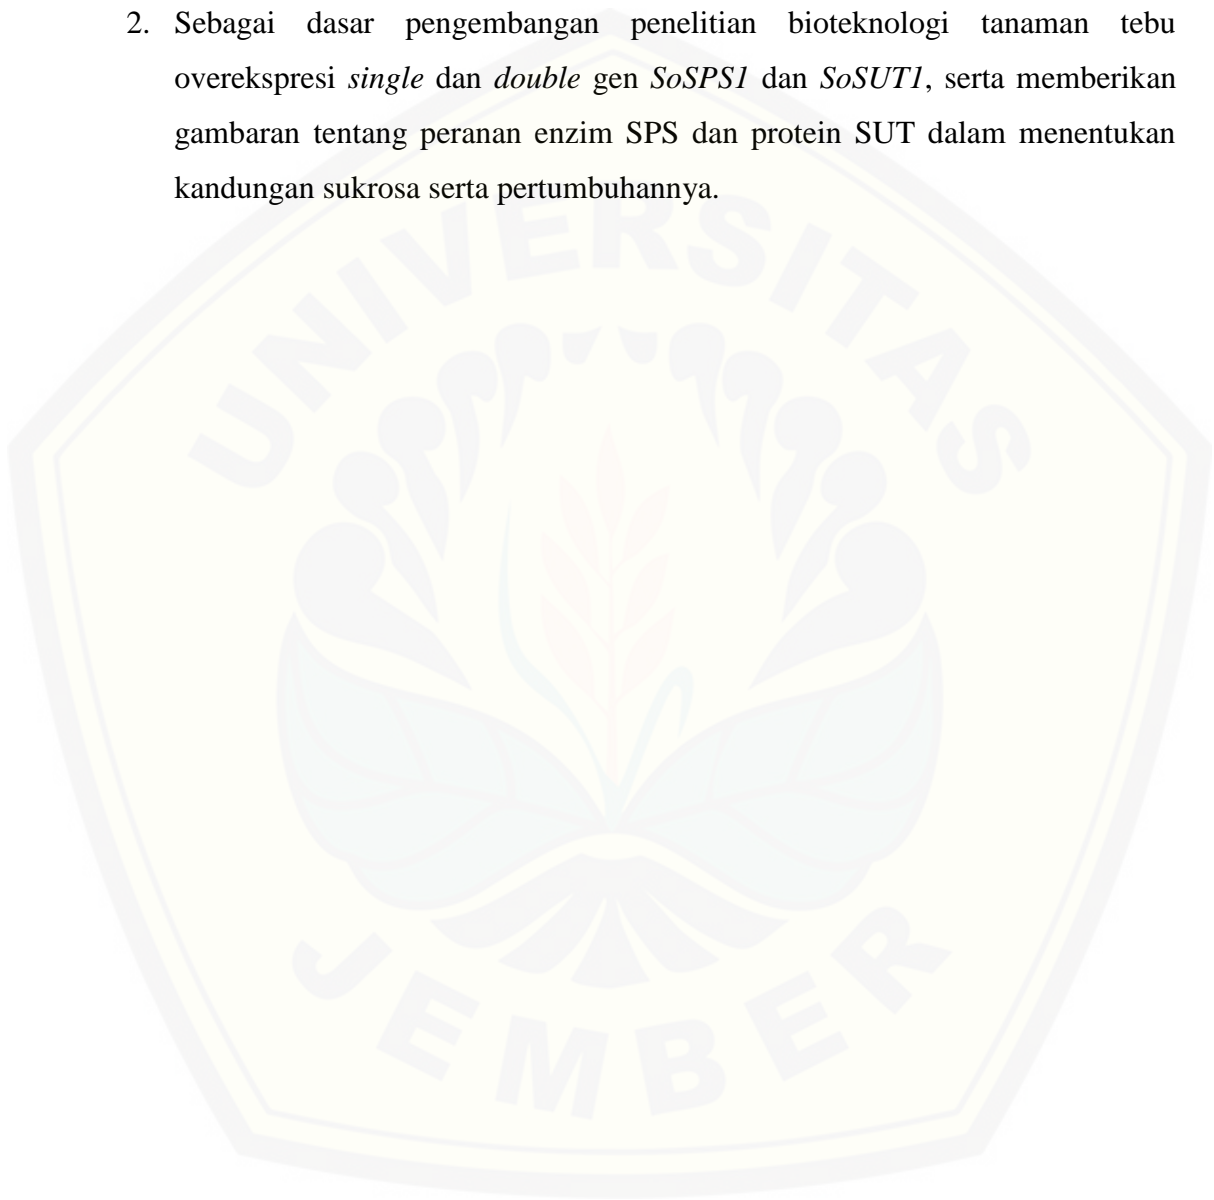 2. Sebagai dasar pengembangan penelitian bioteknologi tanaman tebu
overekspresi single dan double gen SoSPS1 dan SoSUT1, serta memberikan
gambaran tentang peranan enzim SPS dan protein SUT dalam menentukan
kandungan sukrosa serta pertumbuhannya.
UNIVERSITAS
JEMBER